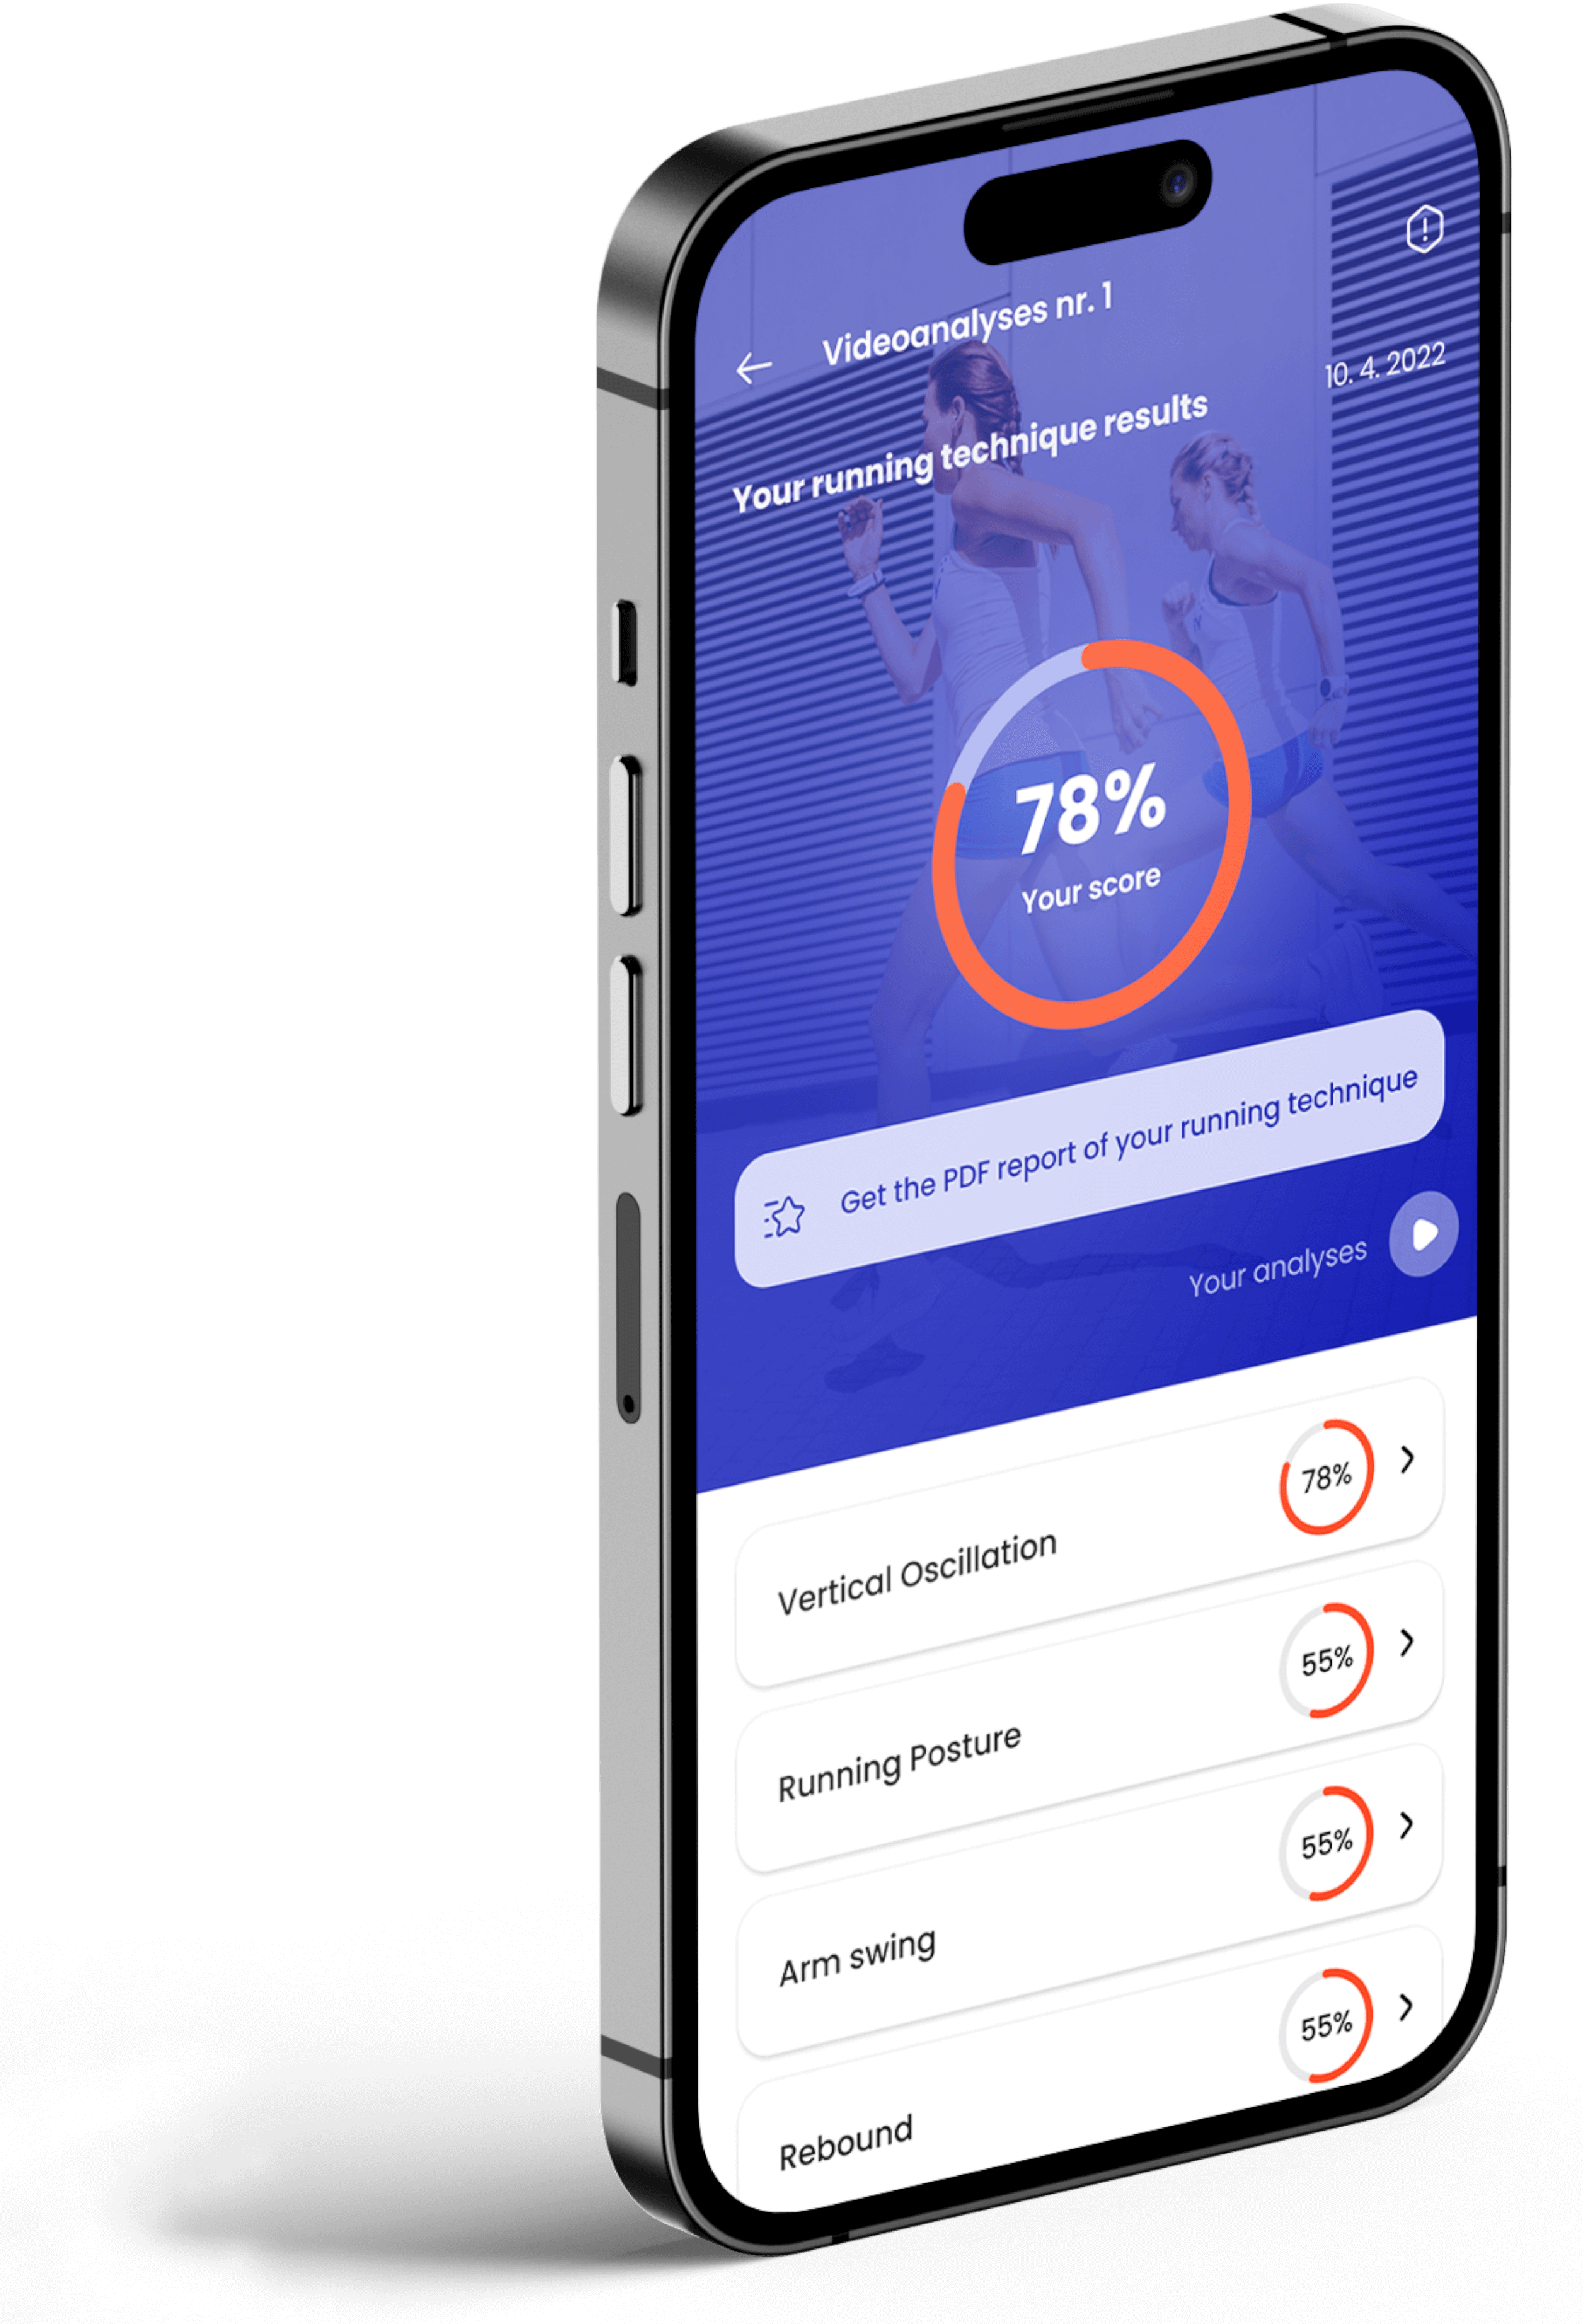 Videoanalyses nr. 1
10. 4. 2022
Your running technique results
78%
Your score
Get the PDF report of your running technique
Your analyses
Vertical Oscillation
78%
Running Posture
55%
Arm swing
55%
Rebound
55%